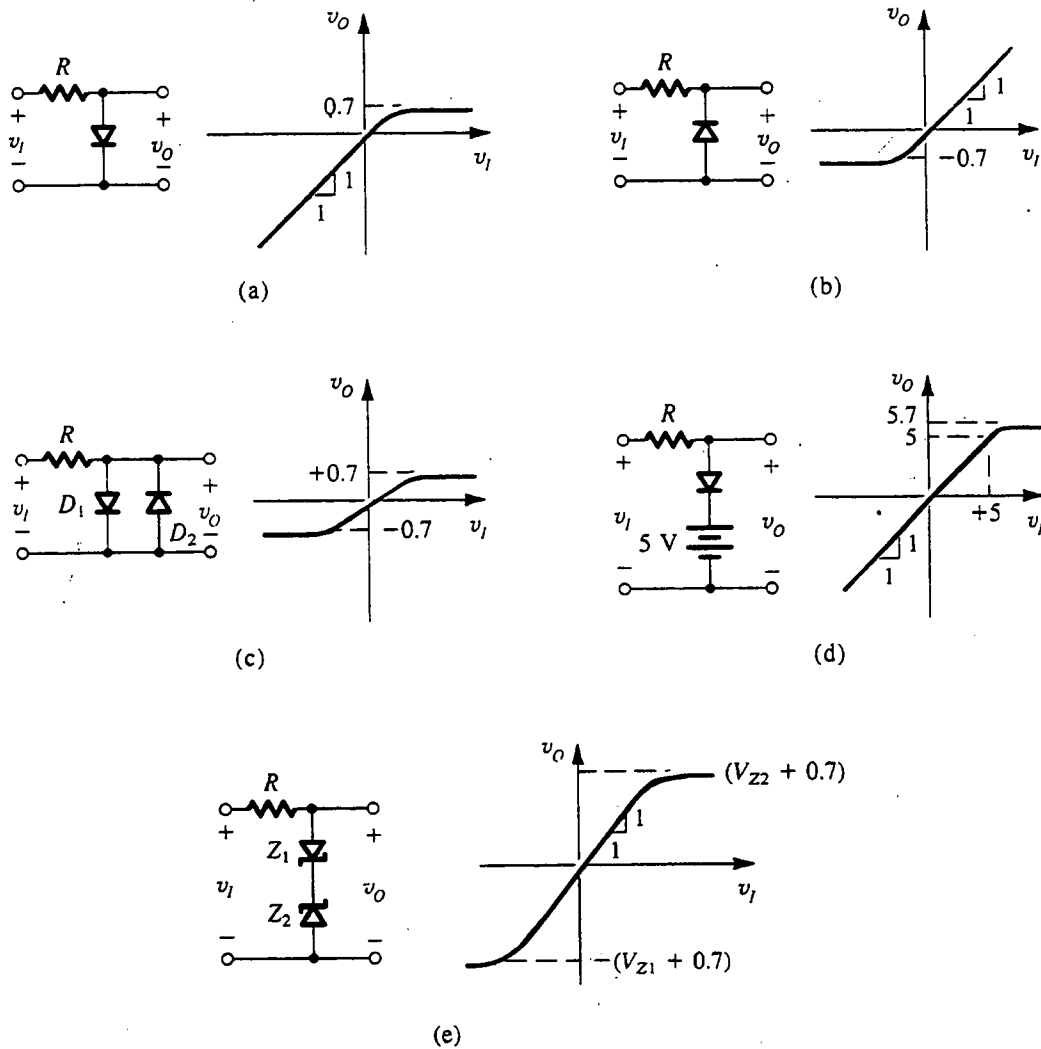 v_O
R
0.7
+ +
v_I v_O
− −
v_I
1
1
(a)
v_O
R
1
1
+ +
v_I v_O
− −
−0.7
v_I
(b)
v_O
R
+0.7
+ +
v_I D_1 v_O
D_2
− −
−0.7
v_I
(c)
v_O
5.7
5
R
+ +
v_I v_O
5 V
− −
+5
v_I
1
1
(d)
v_O
(V_Z2 + 0.7)
R
+ +
Z_1
1
1
v_I v_O
Z_2
v_I
− −
−(V_Z1 + 0.7)
(e)